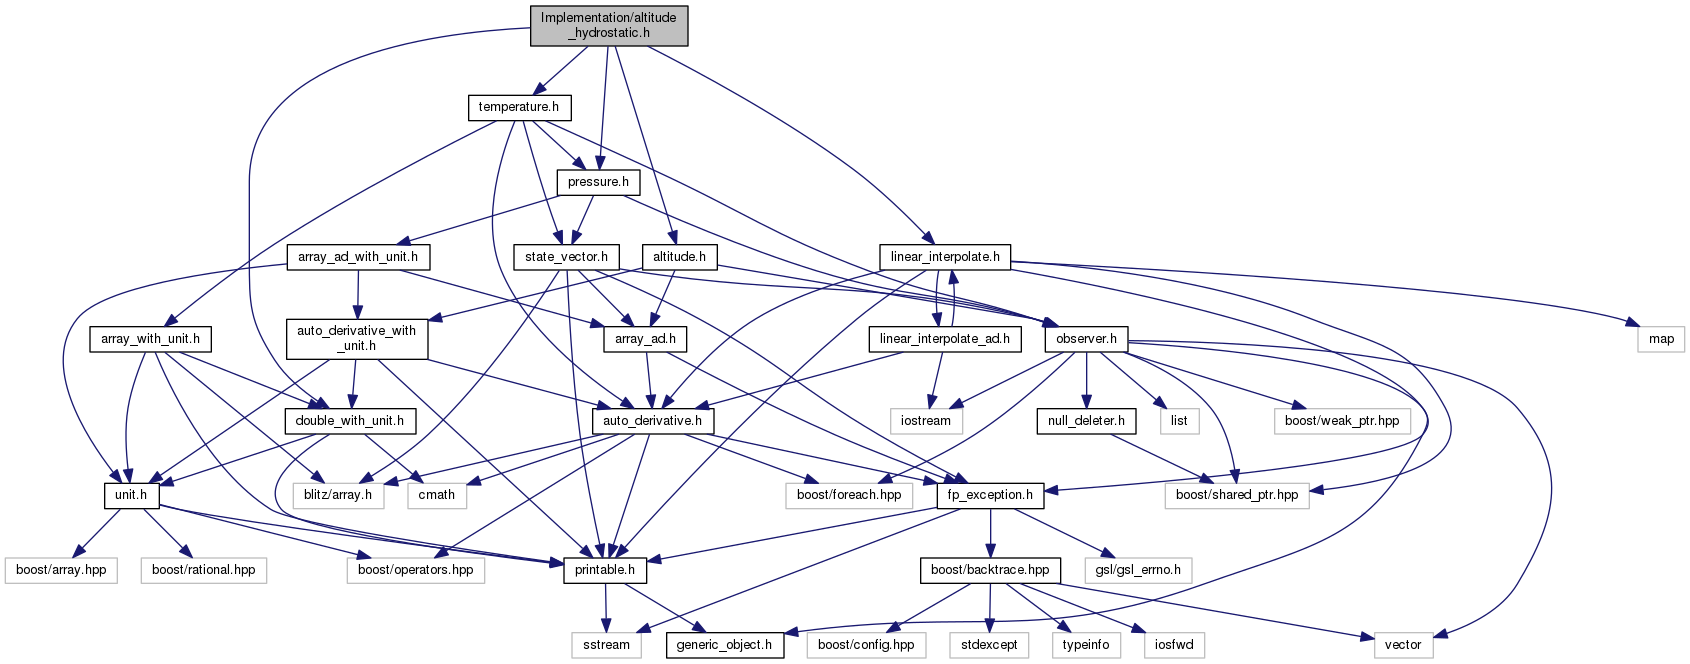 Implementation/altitude
_hydrostatic.h
temperature.h
pressure.h
array_ad_with_unit.h
state_vector.h
altitude.h
linear_interpolate.h
array_with_unit.h
auto_derivative_with
_unit.h
array_ad.h
linear_interpolate_ad.h
observer.h
map
double_with_unit.h
auto_derivative.h
iostream
null_deleter.h
list
boost/weak_ptr.hpp
unit.h
blitz/array.h
cmath
boost/foreach.hpp
fp_exception.h
boost/shared_ptr.hpp
boost/array.hpp
boost/rational.hpp
boost/operators.hpp
printable.h
boost/backtrace.hpp
gsl/gsl_errno.h
sstream
generic_object.h
boost/config.hpp
stdexcept
typeinfo
iosfwd
vector